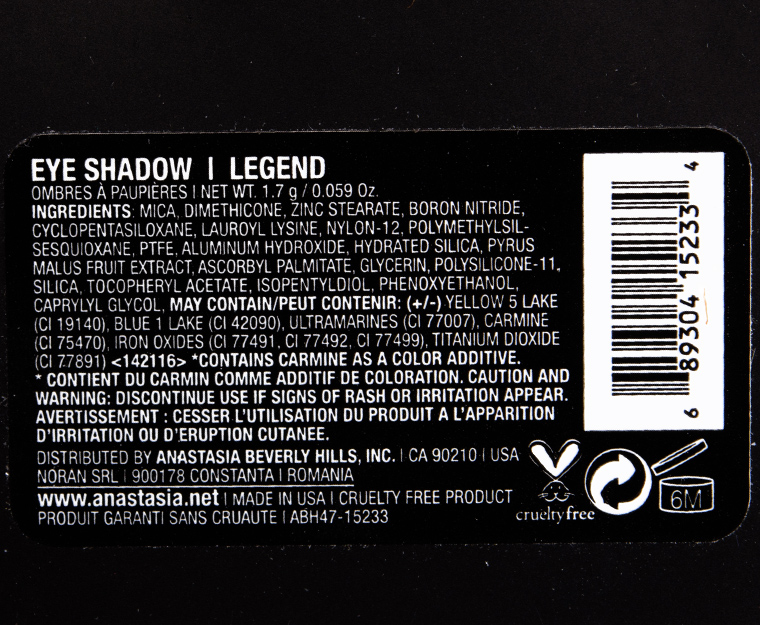 EYE SHADOW | LEGEND
OMBRES À PAUPIÈRES | NET WT. 1.7 g / 0.059 Oz.
INGREDIENTS: MICA, DIMETHICONE, ZINC STEARATE, BORON NITRIDE,
CYCLOPENTASILOXANE, LAUROYL LYSINE, NYLON-12, POLYMETHYLSIL-
SESQUIOXANE, PTFE, ALUMINUM HYDROXIDE, HYDRATED SILICA, PYRUS
MALUS FRUIT EXTRACT, ASCORBYL PALMITATE, GLYCERIN, POLYSILICONE-11,
SILICA, TOCOPHERYL ACETATE, ISOPENTYLDIOL, PHENOXYETHANOL,
CAPRYLYL GLYCOL, MAY CONTAIN/PEUT CONTENIR: (+/-) YELLOW 5 LAKE
(CI 19140), BLUE 1 LAKE (CI 42090), ULTRAMARINES (CI 77007), CARMINE
(CI 75470), IRON OXIDES (CI 77491, CI 77492, CI 77499), TITANIUM DIOXIDE
(CI 77891) <142116> *CONTAINS CARMINE AS A COLOR ADDITIVE.
* CONTIENT DU CARMIN COMME ADDITIF DE COLORATION. CAUTION AND
WARNING: DISCONTINUE USE IF SIGNS OF RASH OR IRRITATION APPEAR.
AVERTISSEMENT : CESSER L'UTILISATION DU PRODUIT A L'APPARITION
D'IRRITATION OU D'ERUPTION CUTANEE.
DISTRIBUTED BY ANASTASIA BEVERLY HILLS, INC. | CA 90210 | USA
NORAN SRL | 900178 CONSTANTA | ROMANIA
www.anastasia.net | MADE IN USA | CRUELTY FREE PRODUCT
PRODUIT GARANTI SANS CRUAUTE | ABH47-15233
crueltyfree
6M
6 89304 15233 4